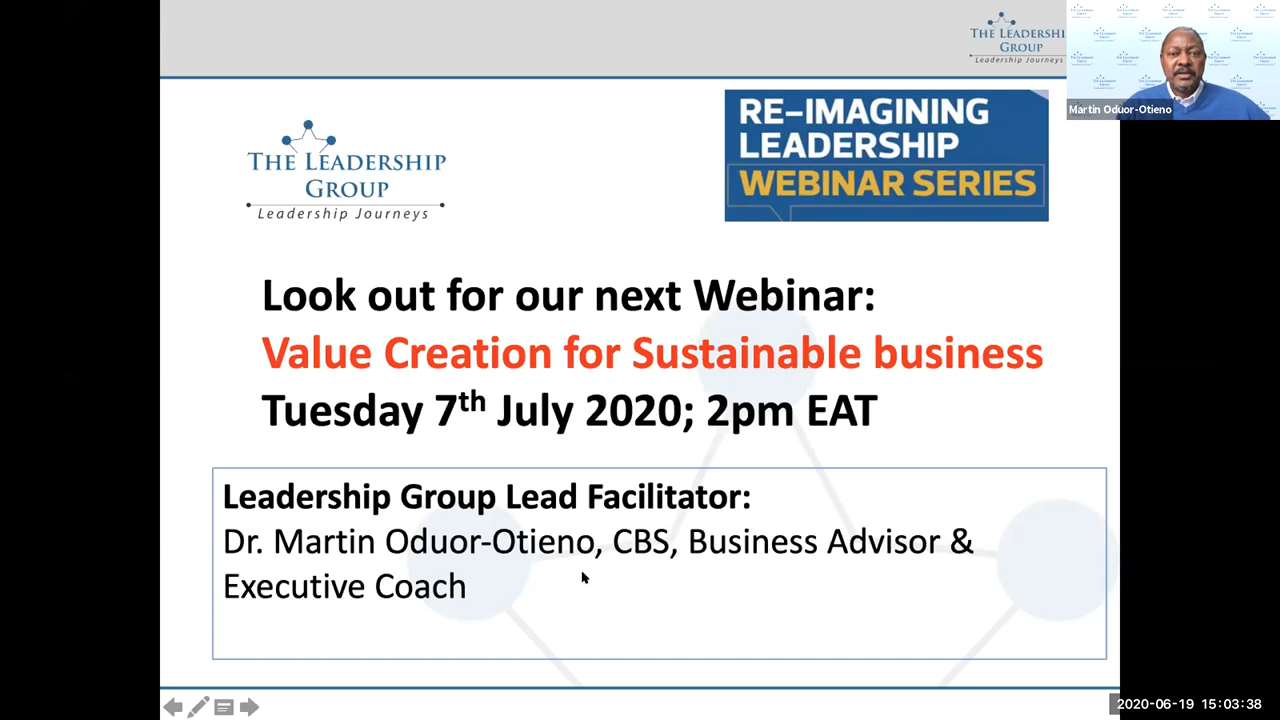 THE LEADERSHIP
GROUP
Leadership Journeys
Martin Oduor-Otieno
THE LEADERSHIP
GROUP
Leadership Journeys
RE-IMAGINING
LEADERSHIP
WEBINAR SERIES
Look out for our next Webinar:
Value Creation for Sustainable business
Tuesday 7th July 2020; 2pm EAT
Leadership Group Lead Facilitator:
Dr. Martin Oduor-Otieno, CBS, Business Advisor &
Executive Coach
2020-06-19 15:03:38